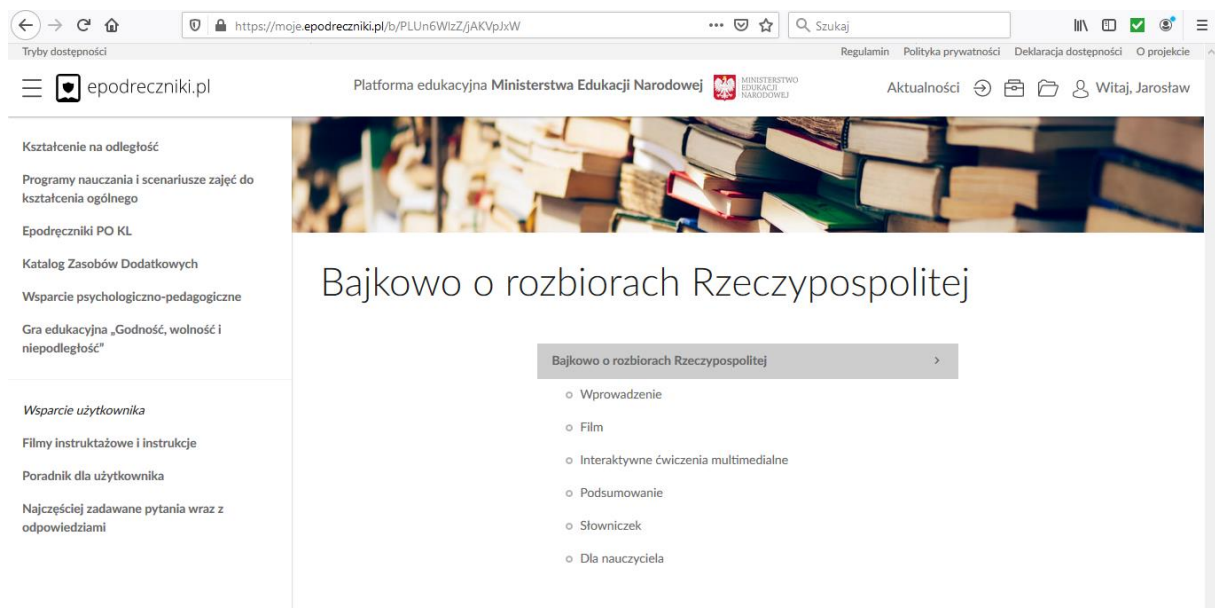 https://moje.epodreczniki.pl/b/PLUn6WlzZ/jAKVpJxW
Szukaj
Tryby dostępności
Regulamin Polityka prywatności Deklaracja dostępności O projekcie
epodreczniki.pl
Platforma edukacyjna Ministerstwa Edukacji Narodowej
MINISTERSTWO
EDUKACJI
NARODOWEJ
Aktualności
Witaj, Jarosław
Kształcenie na odległość
Programy nauczania i scenariusze zajęć do
kształcenia ogólnego
Epodręczniki PO KL
Katalog Zasobów Dodatkowych
Wsparcie psychologiczno-pedagogiczne
Gra edukacyjna „Godność, wolność i
niepodległość”
Wsparcie użytkownika
Filmy instruktażowe i instrukcje
Poradnik dla użytkownika
Najczęściej zadawane pytania wraz z
odpowiedziami
Bajkowo o rozbiorach Rzeczypospolitej
Bajkowo o rozbiorach Rzeczypospolitej
Wprowadzenie
Film
Interaktywne ćwiczenia multimedialne
Podsumowanie
Słowniczek
Dla nauczyciela